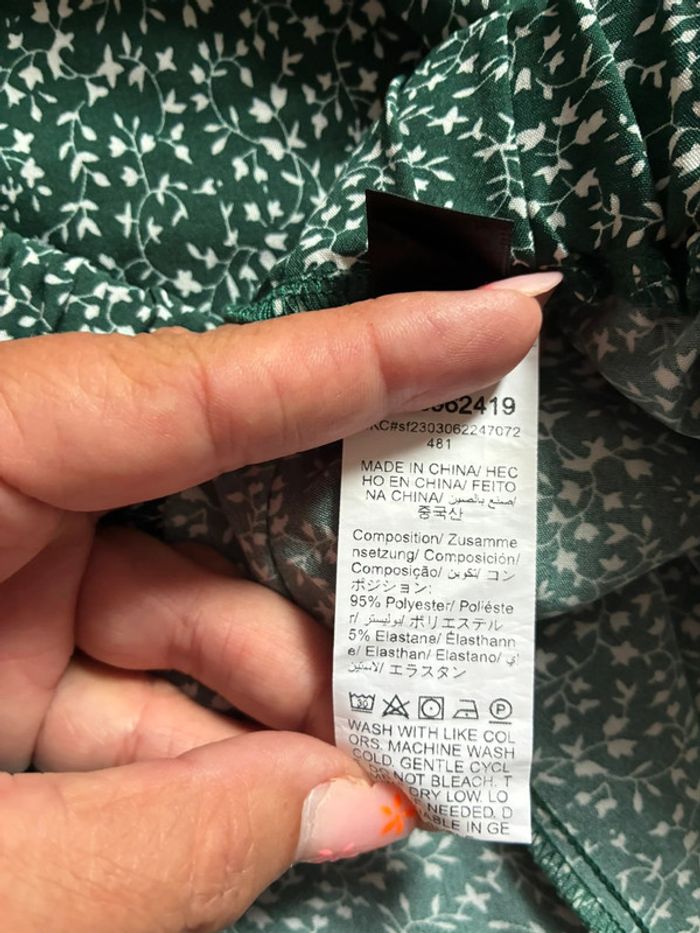 62419
KC#sf2303062247072
481
MADE IN CHINA/ HEC
HO EN CHINA/ FEITO
NA CHINA/ صنع بالصين/
중국산
Composition/ Zusamme
nsetzung/ Composición/
Composição/ تكوين/ コン
ポジション:
95% Polyester/ Poliéste
r/ بوليستر/ ポリエステル
5% Elastane/ Élasthann
e/ Elasthan/ Elastano/
エラスタン
30 P
WASH WITH LIKE COL
ORS. MACHINE WASH
COLD. GENTLE CYCL
NOT BLEACH. T
DRY LOW. LO
NEEDED. D
ABLE IN GE